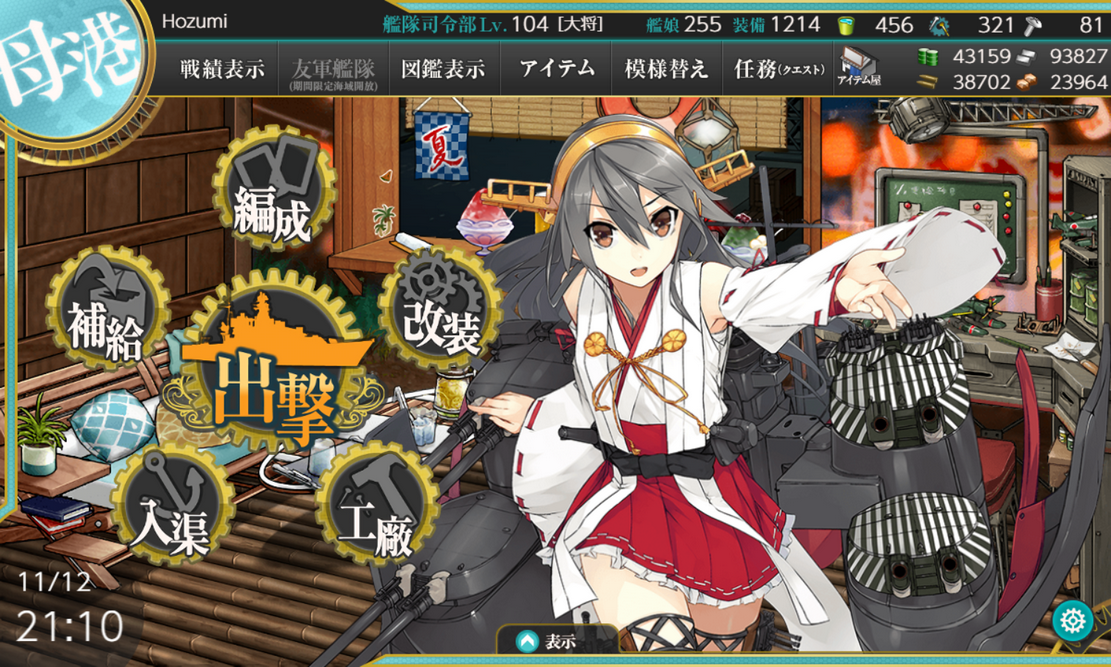 母港
Hozumi
艦隊司令部Lv. 104 [大将]
艦娘 255 装備 1214
456
321
81
戦績表示
友軍艦隊
(期間限定海域開放)
図鑑表示
アイテム
模様替え
任務(クエスト)
アイテム屋
43159
93827
38702
23964
夏
編成
補給
改装
出撃
入渠
工廠
11/12
21:10
表示